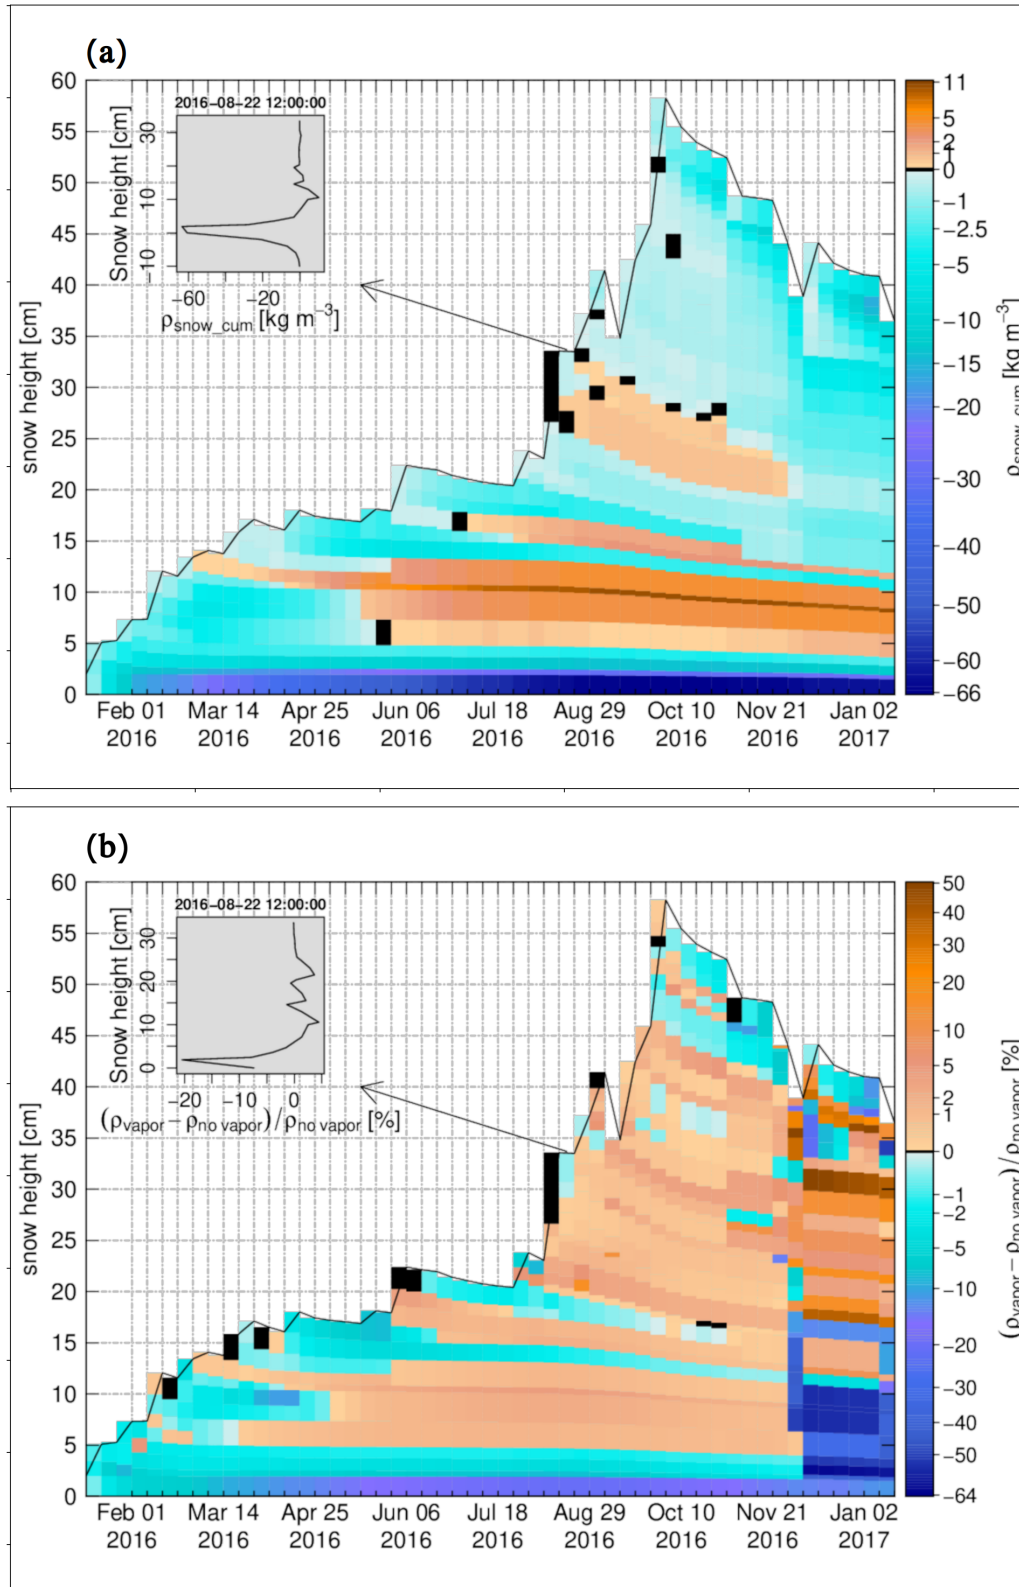 (a)
60
55
50
45
40
35
30
25
20
15
10
5
0
snow height [cm]
2016−08−22 12:00:00
Snow height [cm]
−10
10
30
−60
−20
ρsnow_cum [kg m−3]
Feb 01 2016
Mar 14 2016
Apr 25 2016
Jun 06 2016
Jul 18 2016
Aug 29 2016
Oct 10 2016
Nov 21 2016
Jan 02 2017
11
5
2
1
0
−1
−2.5
−5
−10
−15
−20
−30
−40
−50
−60
−66
ρsnow_cum [kg m−3]
(b)
60
55
50
45
40
35
30
25
20
15
10
5
0
snow height [cm]
2016−08−22 12:00:00
Snow height [cm]
0
10
20
30
−20
−10
0
(ρvapor − ρno vapor) / ρno vapor [%]
Feb 01 2016
Mar 14 2016
Apr 25 2016
Jun 06 2016
Jul 18 2016
Aug 29 2016
Oct 10 2016
Nov 21 2016
Jan 02 2017
50
40
30
20
10
5
2
1
0
−1
−2
−5
−10
−20
−30
−40
−50
−64
(ρvapor − ρno vapor) / ρno vapor [%]